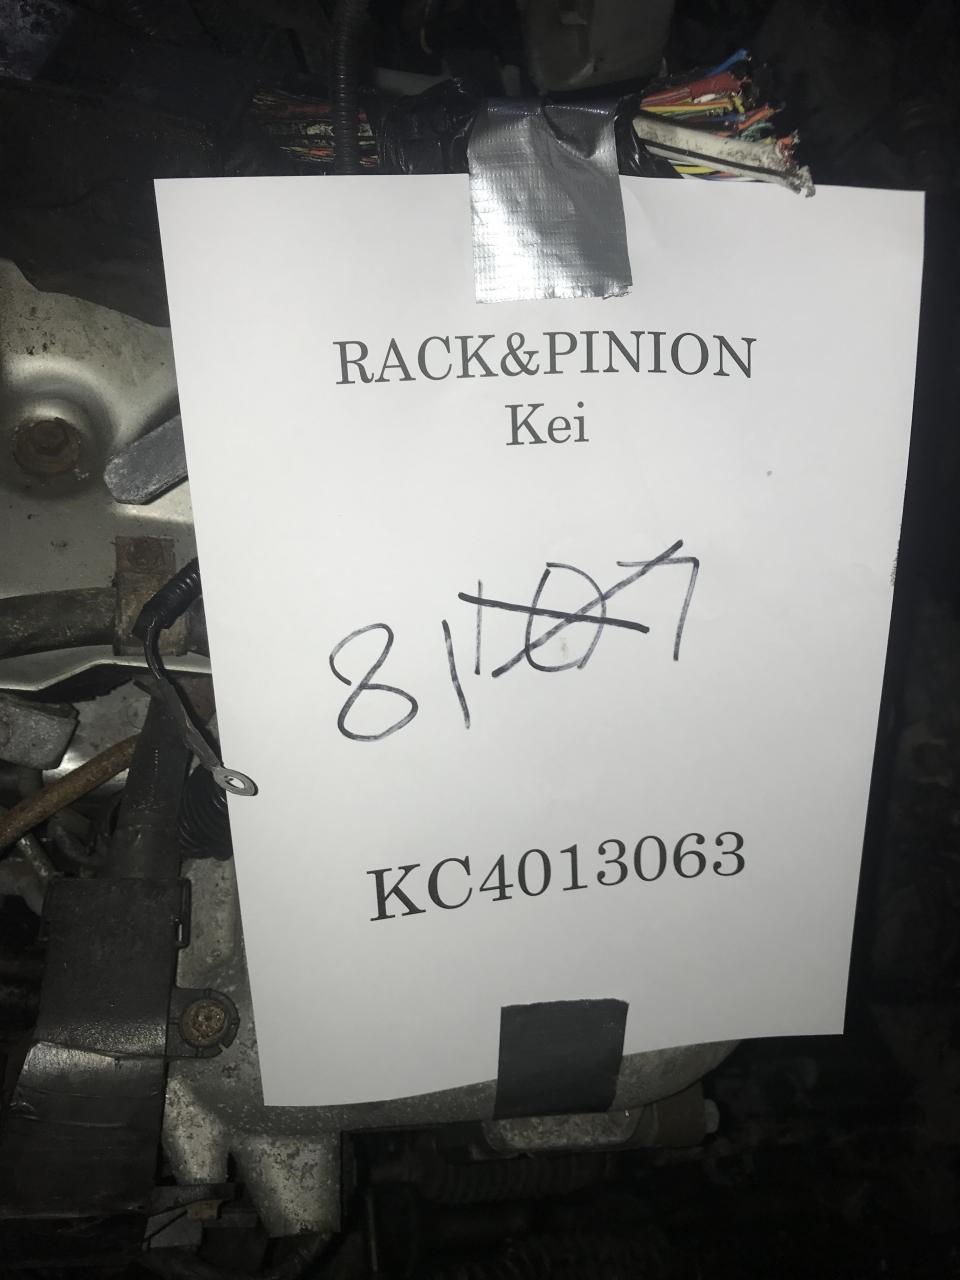 RACK&PINION
Kei
81
KC4013063